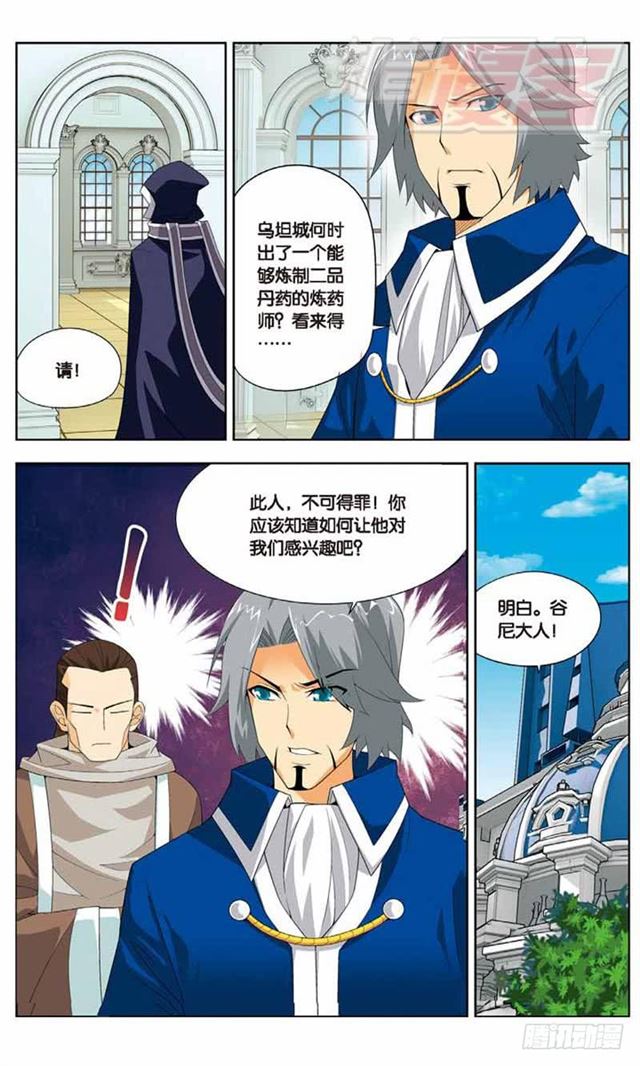 请！
乌坦城何时
出了一个能
够炼制二品
丹药的炼药
师？看来得
……
此人，不可得罪！你
应该知道如何让他对
我们感兴趣吧？
明白。谷
尼大人！
腾讯动漫